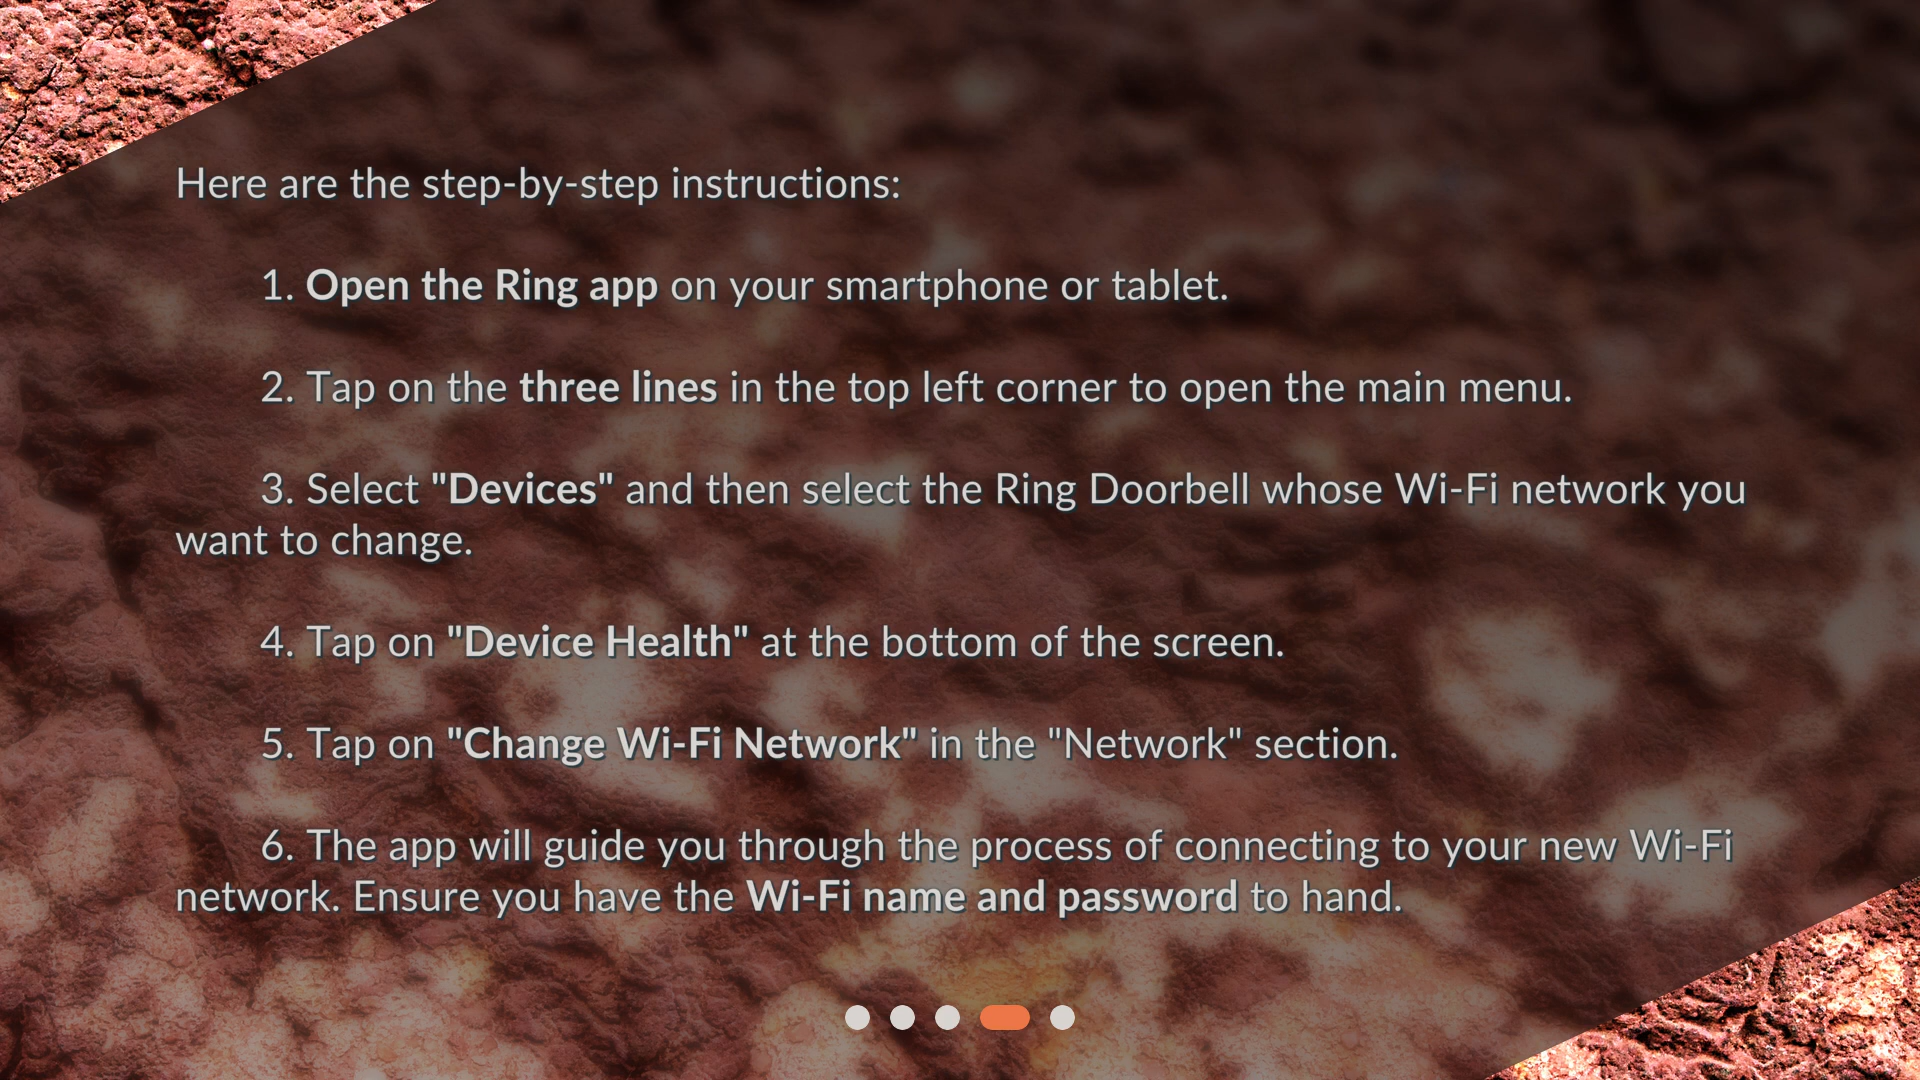 Here are the step-by-step instructions:
1. Open the Ring app on your smartphone or tablet.
2. Tap on the three lines in the top left corner to open the main menu.
3. Select "Devices" and then select the Ring Doorbell whose Wi-Fi network you
want to change.
4. Tap on "Device Health" at the bottom of the screen.
5. Tap on "Change Wi-Fi Network" in the "Network" section.
6. The app will guide you through the process of connecting to your new Wi-Fi
network. Ensure you have the Wi-Fi name and password to hand.